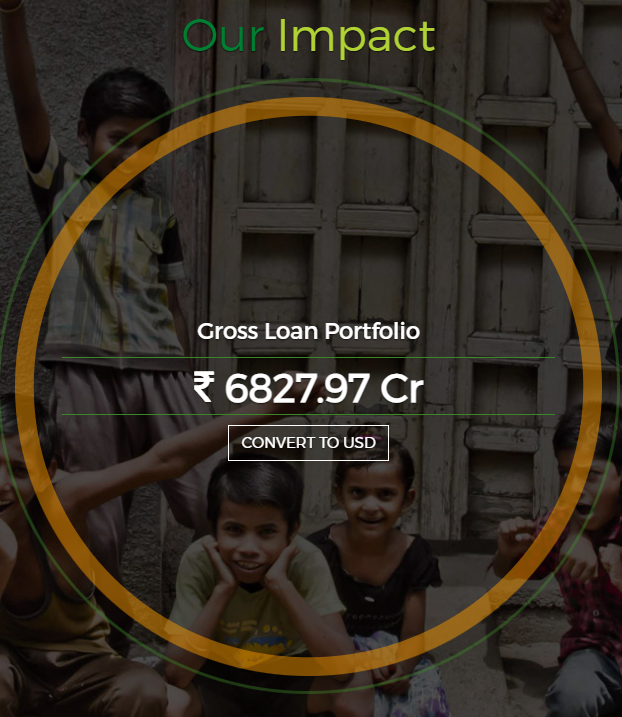 Our Impact
Gross Loan Portfolio
₹ 6827.97 Cr
CONVERT TO USD